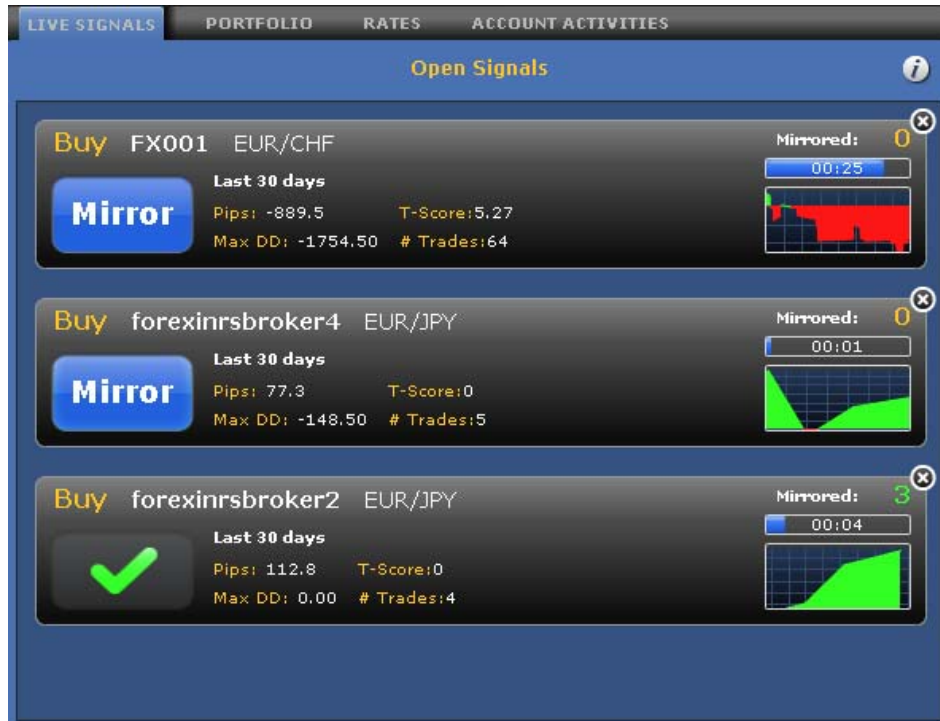 LIVE SIGNALS PORTFOLIO RATES ACCOUNT ACTIVITIES
Open Signals
i
Buy FX001 EUR/CHF Mirrored: 0
00:25
Mirror
Last 30 days
Pips: -889.5 T-Score:5.27
Max DD: -1754.50 # Trades:64
Buy forexinrsbroker4 EUR/JPY Mirrored: 0
00:01
Mirror
Last 30 days
Pips: 77.3 T-Score:0
Max DD: -148.50 # Trades:5
Buy forexinrsbroker2 EUR/JPY Mirrored: 3
00:04
Last 30 days
Pips: 112.8 T-Score:0
Max DD: 0.00 # Trades:4